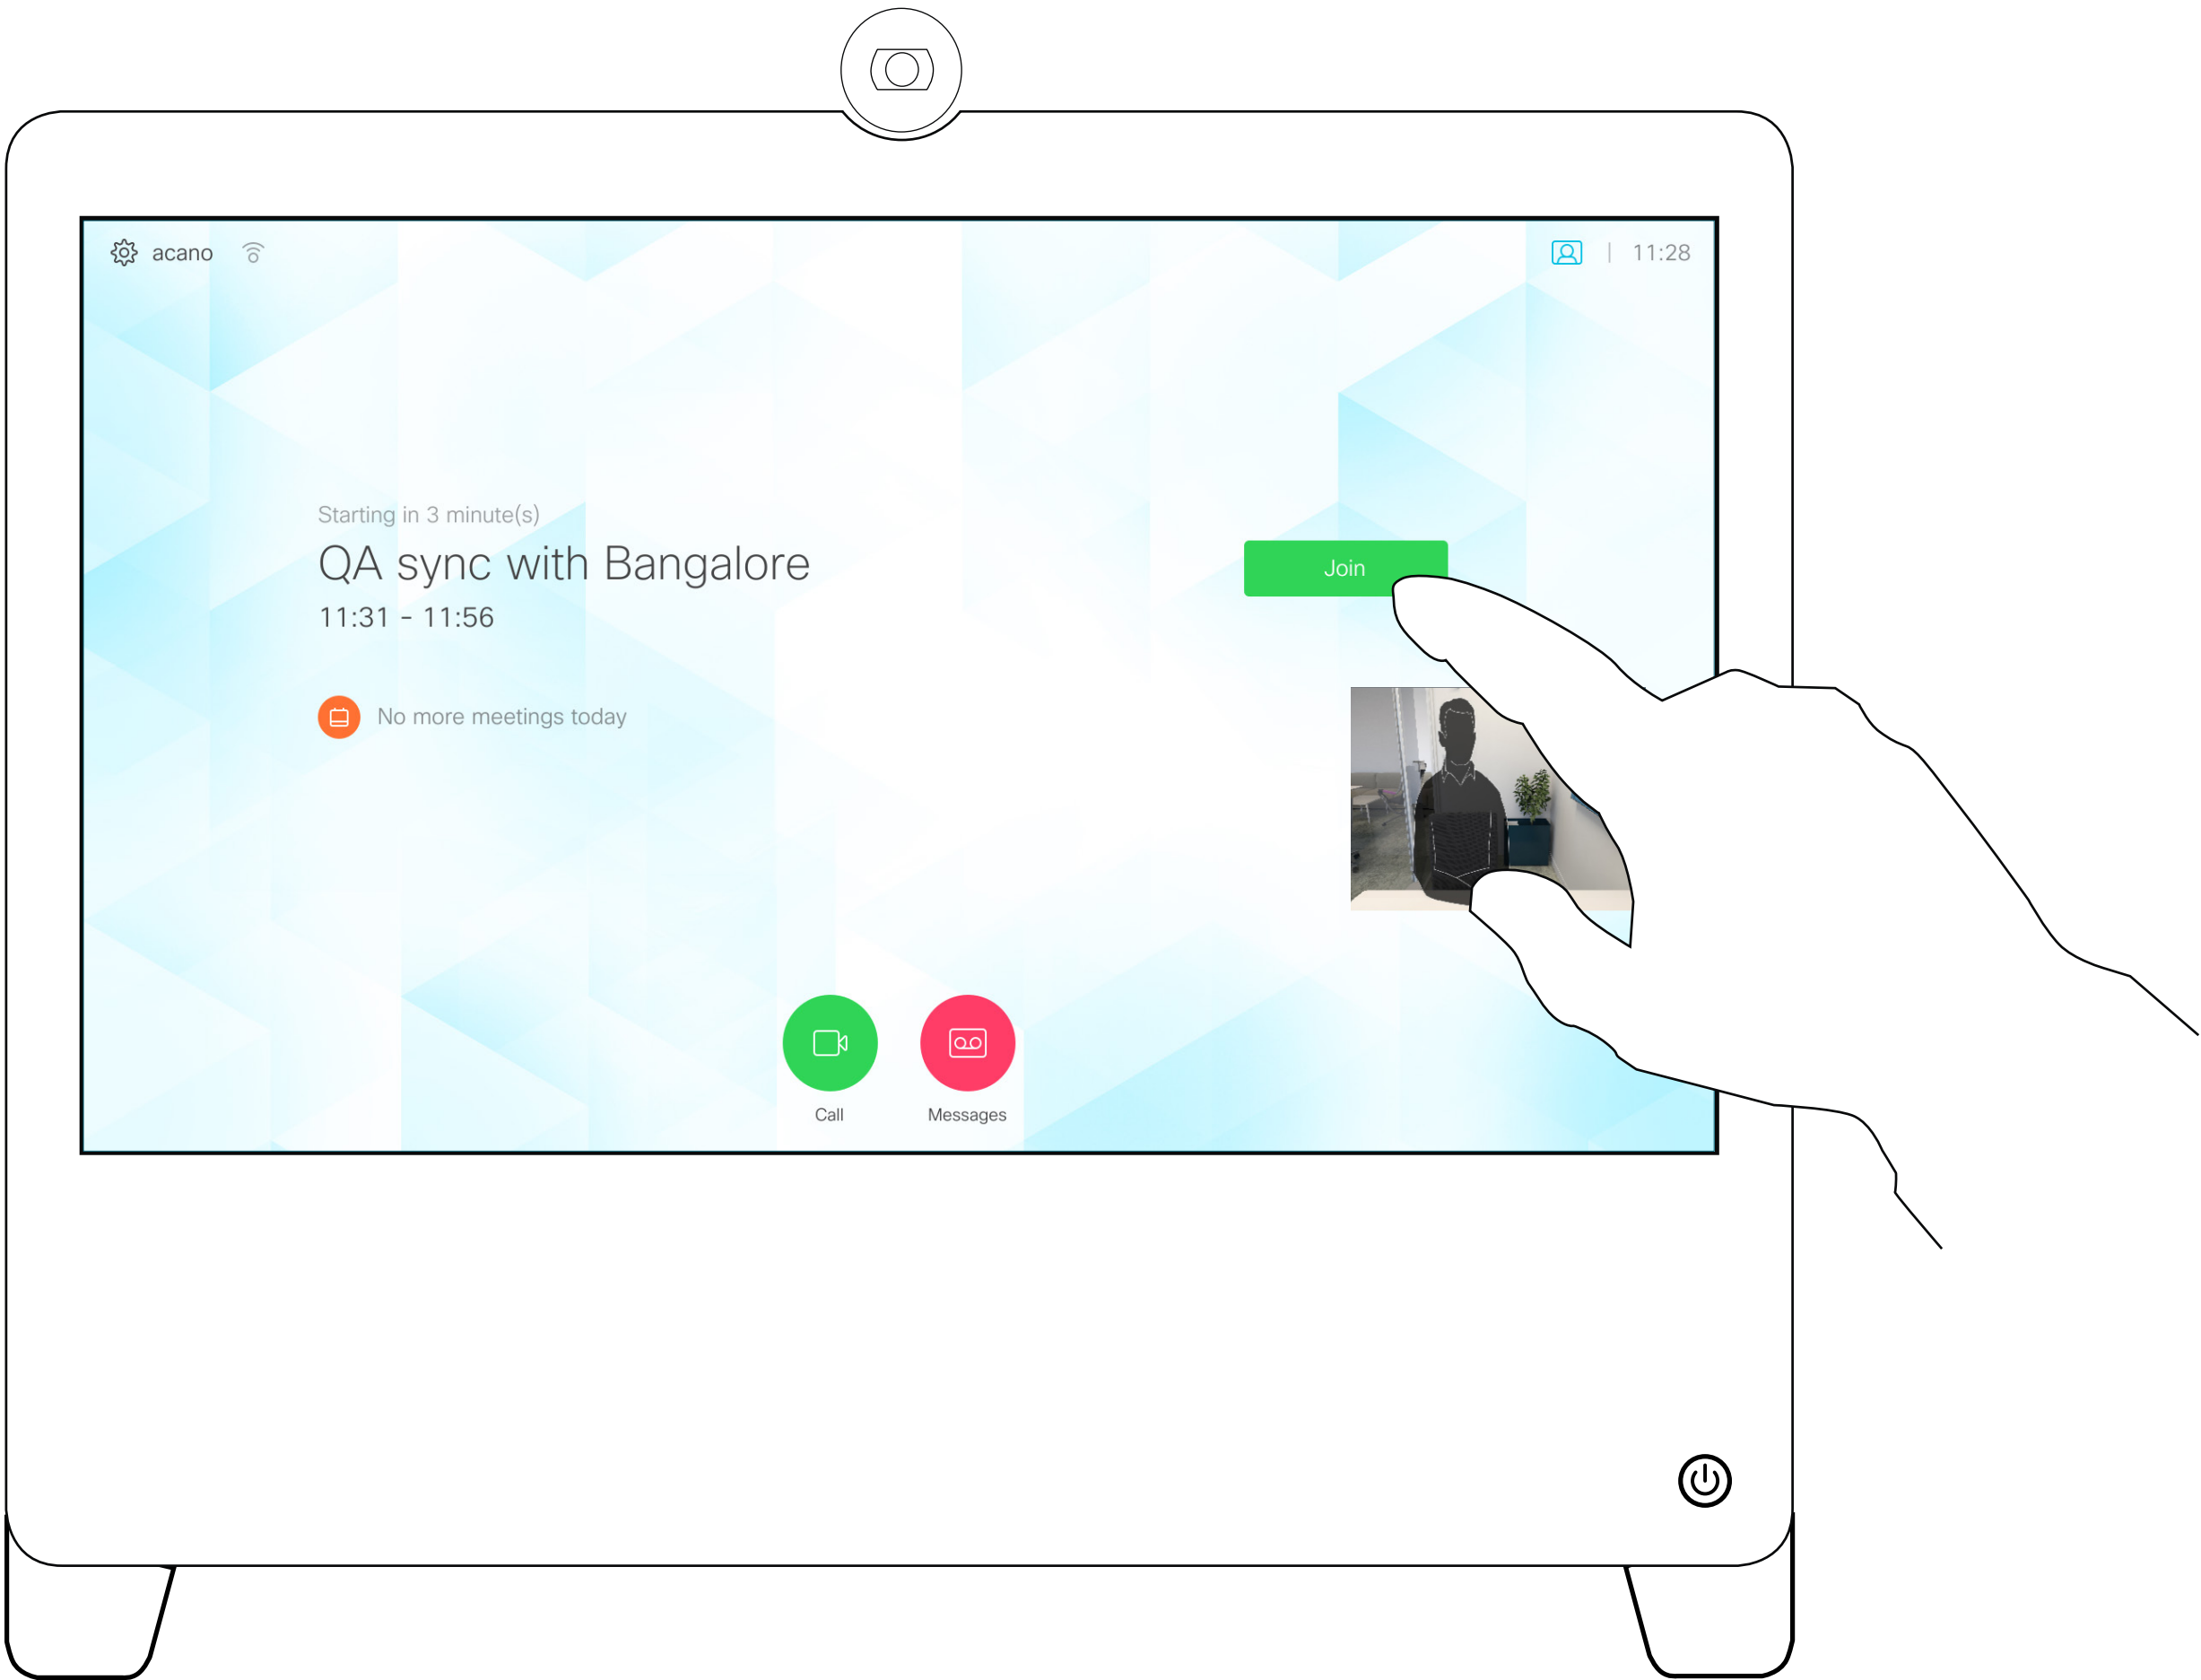 acano
11:28
Starting in 3 minute(s)
QA sync with Bangalore
11:31 - 11:56
Join
No more meetings today
Call
Messages